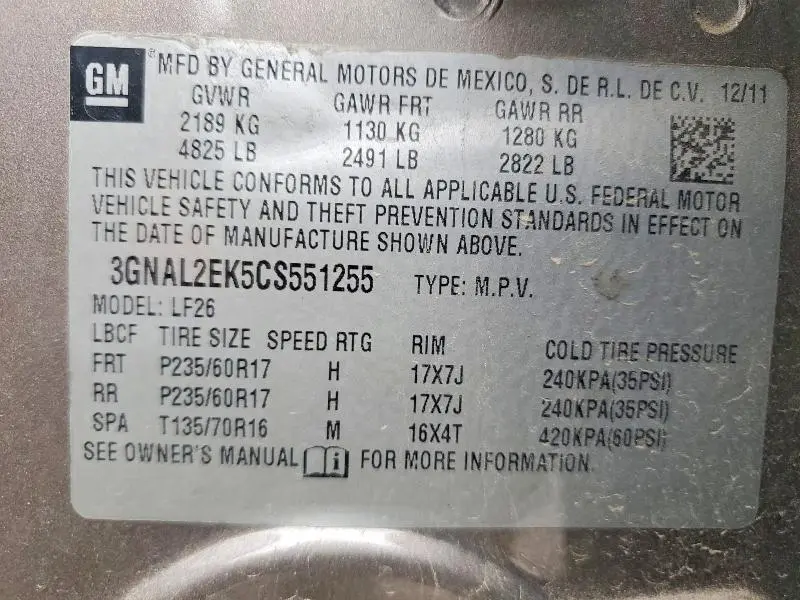 GM
® MFD BY GENERAL MOTORS DE MEXICO, S. DE R.L. DE C.V. 12/11
GVWR GAWR FRT GAWR RR
2189 KG 1130 KG 1280 KG
4825 LB 2491 LB 2822 LB
THIS VEHICLE CONFORMS TO ALL APPLICABLE U.S. FEDERAL MOTOR
VEHICLE SAFETY AND THEFT PREVENTION STANDARDS IN EFFECT ON
THE DATE OF MANUFACTURE SHOWN ABOVE.
3GNAL2EK5CS551255 TYPE: M.P.V.
MODEL: LF26
LBCF TIRE SIZE SPEED RTG RIM COLD TIRE PRESSURE
FRT P235/60R17 H 17X7J 240KPA(35PSI)
RR P235/60R17 H 17X7J 240KPA(35PSI)
SPA T135/70R16 M 16X4T 420KPA(60PSI)
SEE OWNER'S MANUAL i FOR MORE INFORMATION